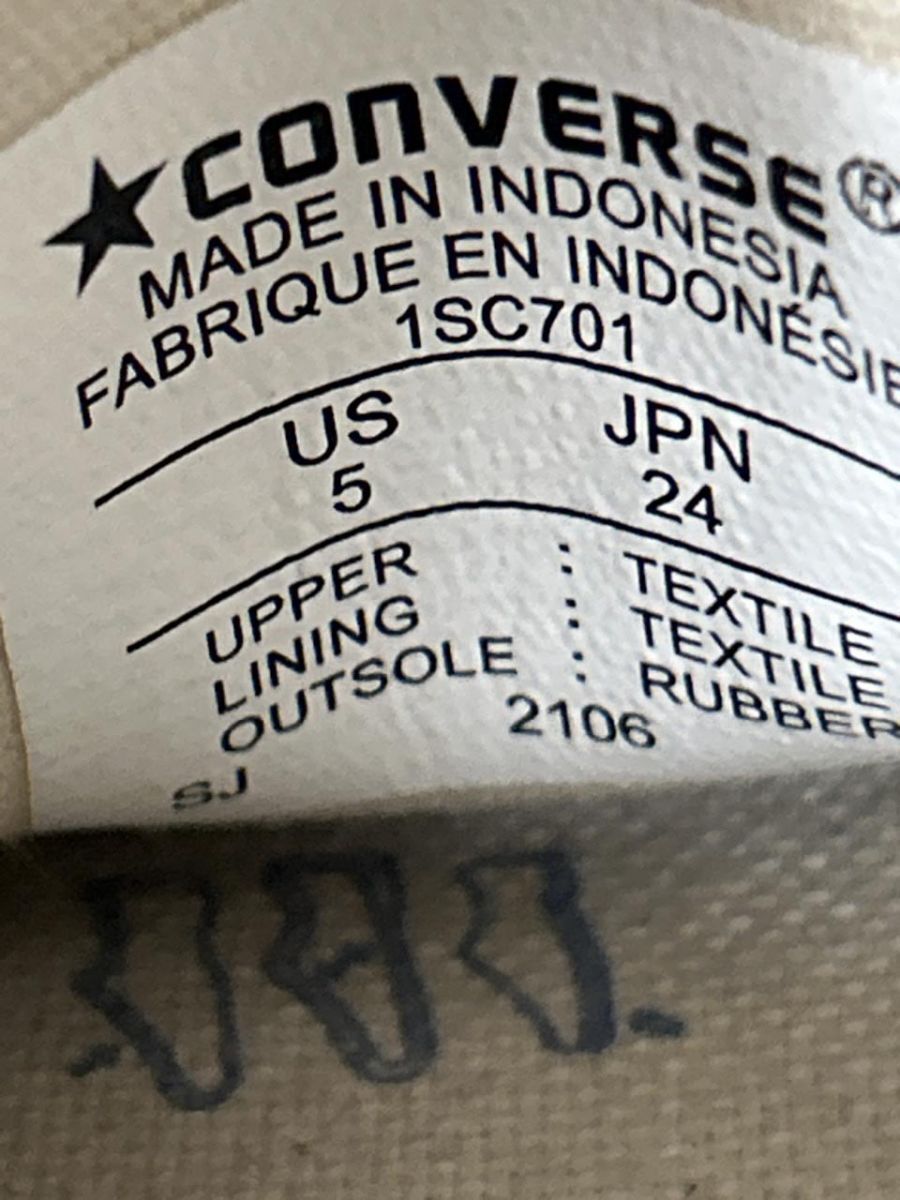 ★CONVERSE®
MADE IN INDONESIA
FABRIQUE EN INDONÉSIE
1SC701
US JPN
5 24
UPPER : TEXTILE
LINING : TEXTILE
OUTSOLE : RUBBER
2106
SJ